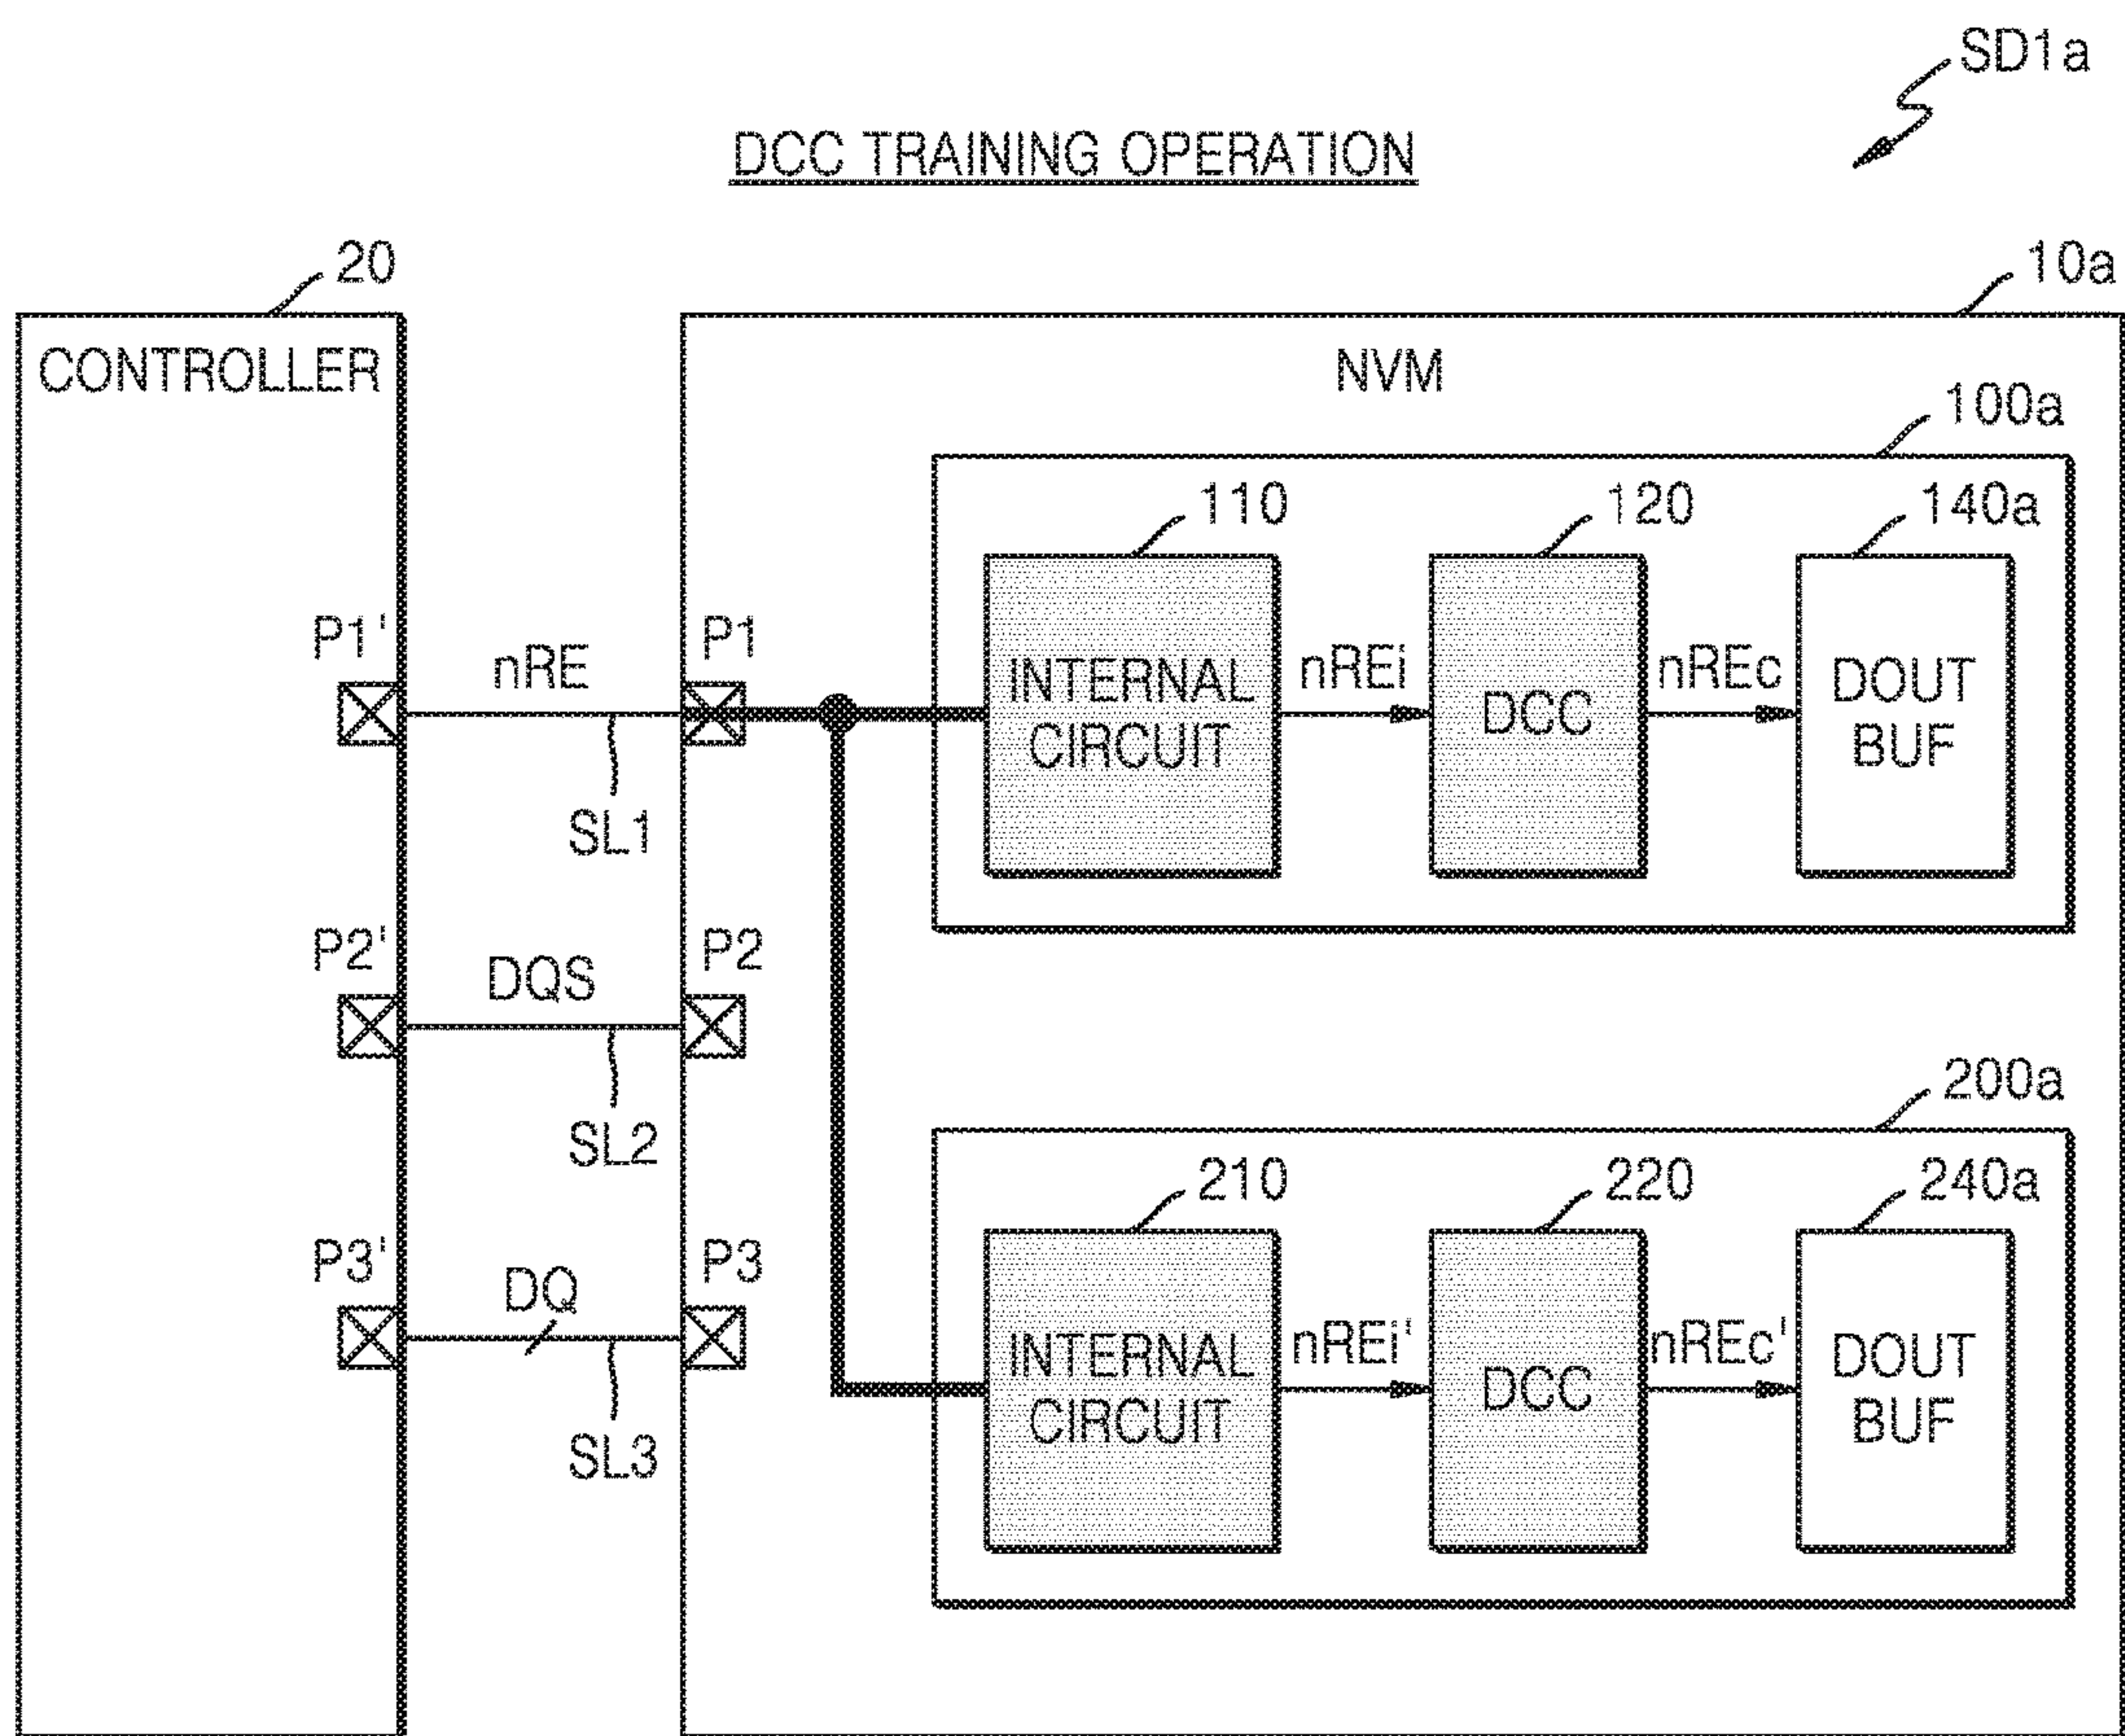 SD1a
DCC TRAINING OPERATION
20
10a
CONTROLLER
NVM
100a
110
120
140a
P1'
nRE
P1
INTERNAL
CIRCUIT
nREi
DCC
nREc
DOUT
BUF
SL1
P2'
DQS
P2
SL2
200a
210
220
240a
P3'
DQ
P3
INTERNAL
CIRCUIT
nREi'
DCC
nREc'
DOUT
BUF
SL3